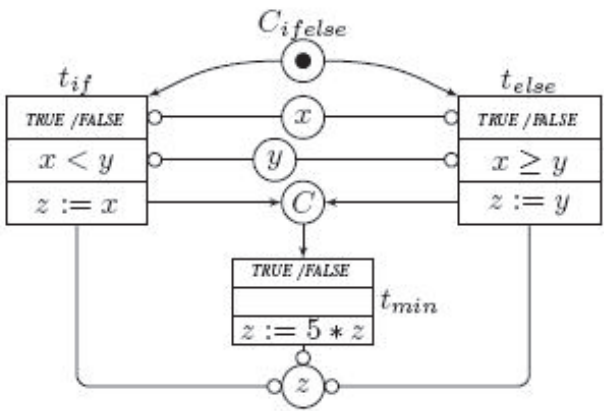 C_{ifelse}
t_{if}
t_{else}
TRUE /FALSE
x
TRUE /FALSE
x < y
y
x ≥ y
z := x
C
z := y
TRUE /FALSE
t_{min}
z := 5 * z
z